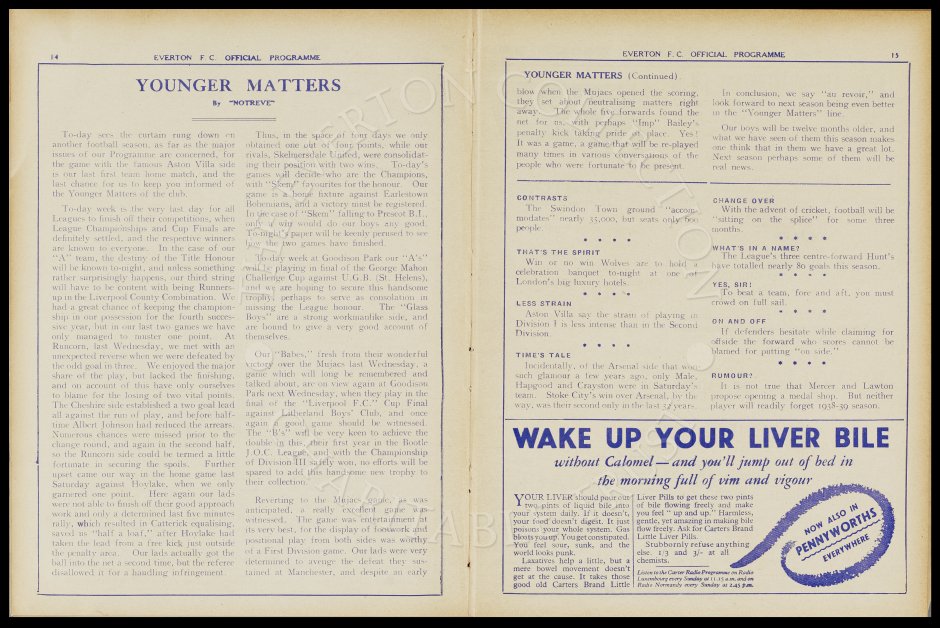 14
EVERTON F.C. OFFICIAL PROGRAMME
YOUNGER MATTERS
By "NOTREVE"
To-day sees the curtain rung down on
another football season, as far as the major
issues of our Programme are concerned, for
the game with the famous Aston Villa side
is our last first team home match, and the
last chance for us to keep you informed of
the Younger Matters of the club.
To-day week is the very last day for all
Leagues to finish off their competitions, when
League Championships and Cup Finals are
definitely settled, and the respective winners
are known to everyone. In the case of our
"A" team, the destiny of the Title Honour
will be known to-night, and unless something
rather surprisingly happens, our third string
will have to be content with being Runners-
up in the Liverpool County Combination. We
had a great chance of keeping the champion-
ship in our possession for the fourth succes-
sive year, but in our last two games we have
only managed to muster one point. At
Runcorn, last Wednesday, we met with an
unexpected reverse when we were defeated by
the odd goal in three. We enjoyed the major
share of the play, but lacked the finishing,
and on account of this have only ourselves
to blame for the losing of two vital points.
The Cheshire side established a two goal lead
all against the run of play, and before half-
time Albert Johnson had reduced the arrears.
Numerous chances were missed prior to the
change round, and again in the second half,
so the Runcorn side could be termed a little
fortunate in securing the spoils. Further
upset came our way in the home game last
Saturday against Hoylake, when we only
garnered one point. Here again our lads
were not able to finish off their good approach
work and only a determined last five minutes
rally, which resulted in Catterick equalising,
saved us "half a loaf," after Hoylake had
taken the lead from a free kick just outside
the penalty area. Our lads actually got the
ball into the net a second time, but the referee
disallowed it for a handling infringement.
Thus, in the space of four days we only
obtained one out of four points, while our
rivals, Skelmersdale United, were consolidat-
ing their position with two wins. To-day's
games will decide who are the Champions,
with "Skem" favourites for the honour. Our
game is a home fixture against Earlestown
Bohemians, and a victory must be registered.
In the case of "Skem" falling to Prescot B.I.,
only a win would do our boys any good.
To-night's paper will be keenly perused to see
how the two games have finished.
To-day week at Goodison Park our "A's"
will be playing in final of the George Mahon
Challenge Cup against U.G.B. (St. Helens),
and we are hoping to secure this handsome
trophy, perhaps to serve as consolation in
missing the League honour. The "Glass
Boys" are a strong workmanlike side, and
are bound to give a very good account of
themselves.
Our "Babes," fresh from their wonderful
victory over the Mujacs last Wednesday, a
game which will long be remembered and
talked about, are on view again at Goodison
Park next Wednesday, when they play in the
final of the "Liverpool F.C." Cup Final
against Litherland Boys' Club, and once
again a good game should be witnessed.
The "B's" will be very keen to achieve the
double in this, their first year in the Bootle
J.O.C. League, and with the Championship
of Division III safely won, no efforts will be
spared to add this handsome new trophy to
their collection.
Reverting to the Mujacs game, as was
anticipated, a really excellent game was
witnessed. The game was entertainment at
its very best, for the display of footwork and
positional play from both sides was worthy
of a First Division game. Our lads were very
determined to avenge the defeat they sus-
tained at Manchester, and despite an early
EVERTON F.C. OFFICIAL PROGRAMME
15
YOUNGER MATTERS (Continued)
blow when the Mujacs opened the scoring,
they set about neutralising matters right
away. The whole five forwards found the
net for us, with perhaps "Imp" Bailey's
penalty kick taking pride of place. Yes!
It was a game, a game that will be re-played
many times in various conversations of the
people who were fortunate to be present.
In conclusion, we say "au revoir," and
look forward to next season being even better
in the "Younger Matters" line.
Our boys will be twelve months older, and
what we have seen of them this season makes
one think that in them we have a great lot.
Next season perhaps some of them will be
real news.
CONTRASTS
The Swindon Town ground "accom-
modates" nearly 35,000, but seats only 600
people.
* * * *
THAT'S THE SPIRIT
Win or no win Wolves are to hold a
celebration banquet to-night at one of
London's big luxury hotels.
* * * *
LESS STRAIN
Aston Villa say the strain of playing in
Division I is less intense than in the Second
Division.
* * * *
TIME'S TALE
Incidentally, of the Arsenal side that won
such glamour a few years ago, only Male,
Hapgood and Crayston were in Saturday's
team. Stoke City's win over Arsenal, by the
way, was their second only in the last 32 years.
CHANGE OVER
With the advent of cricket, football will be
"sitting on the splice" for some three
months.
* * * *
WHAT'S IN A NAME?
The League's three centre-forward Hunt's
have totalled nearly 80 goals this season.
* * * *
YES, SIR!
To beat a team, fore and aft, you must
crowd on full sail.
* * * *
ON AND OFF
If defenders hesitate while claiming for
offside the forward who scores cannot be
blamed for putting "on side."
* * * *
RUMOUR?
It is not true that Mercer and Lawton
propose opening a medal shop. But neither
player will readily forget 1938-39 season.
WAKE UP YOUR LIVER BILE
without Calomel—and you'll jump out of bed in
the morning full of vim and vigour
YOUR LIVER should pour out
two pints of liquid bile into
your system daily. If it doesn't,
your food doesn't digest. It just
poisons your whole system. Gas
bloats you up. You get constipated.
You feel sour, sunk, and the
world looks punk.
Laxatives help a little, but a
mere bowel movement doesn't
get at the cause. It takes those
good old Carters Brand Little
Liver Pills to get these two pints
of bile flowing freely and make
you feel "up and up." Harmless,
gentle, yet amazing in making bile
flow freely. Ask for Carters Brand
Little Liver Pills.
Stubbornly refuse anything
else. 1/3 and 3/- at all
chemists.
Listen to the Carter Radio Programme on Radio
Luxembourg every Sunday at 11.15 a.m. and on
Radio Normandy every Sunday at 2.45 p.m.
NOW ALSO IN
PENNYWORTHS
EVERYWHERE